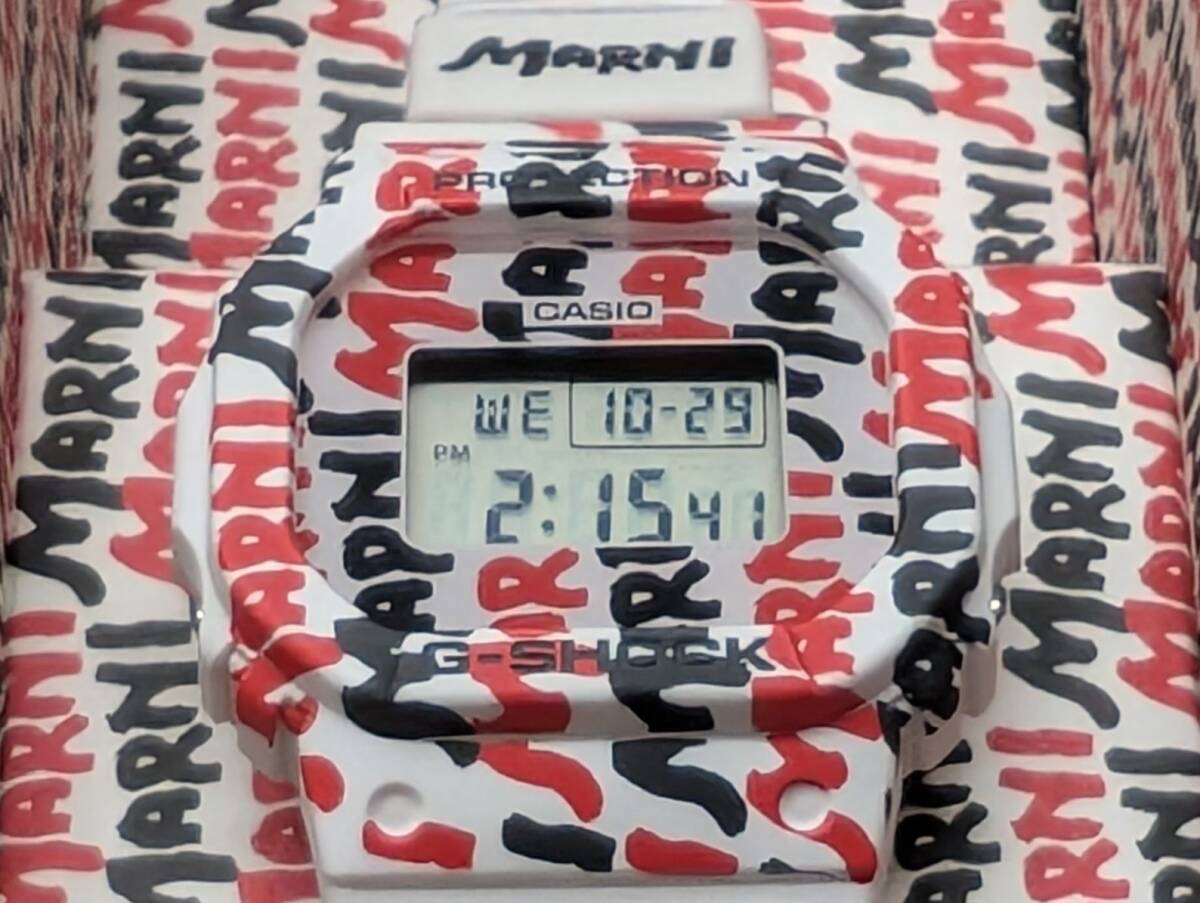 MARNI
PROTECTION
CASIO
WE 10-29
PM
2:15 41
G-SHOCK